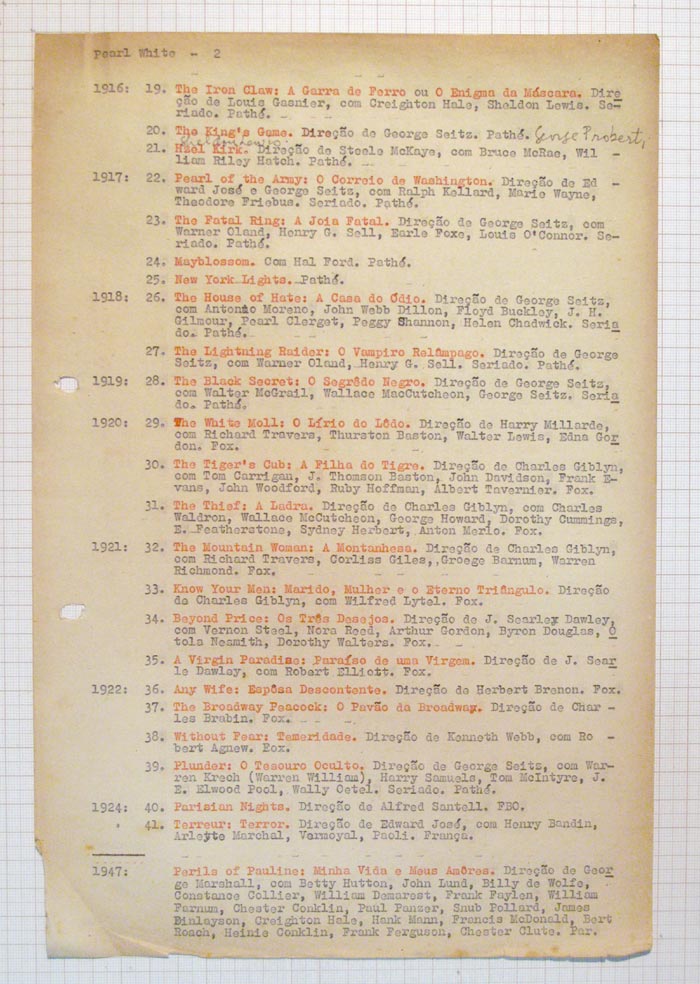 Pearl White - 2
1916: 19. The Iron Claw: A Garra de Ferro ou O Enigma da Máscara. Dire
ção de Louis Gasnier, com Creighton Hale, Sheldon Lewis. Se-
riado. Pathé.
20. The King's Game. Direção de George Seitz. Pathé. George Probert,
21. Hzel Kirk. Direção de Steele McKaye, com Bruce McRae, Wil -
liam Riley Hatch. Pathé.
1917: 22. Pearl of the Army: O Correio de Washington. Direção de Ed -
ward José e George Seitz, com Ralph Kellard, Marie Wayne,
Theodore Friebus. Seriado. Pathé.
23. The Fatal Ring: A Joia Fatal. Direção de George Seitz, com
Warner Oland, Henry G. Sell, Earle Foxe, Louis O'Connor. Se-
riado. Pathé.
24. Mayblossom. Com Hal Ford. Pathé.
25. New York Lights. Pathé.
1918: 26. The House of Hate: A Casa do Ódio. Direção de George Seitz,
com Antonio Moreno, John Webb Dillon, Floyd Buckley, J. H.
Gilmour, Pearl Clerget, Peggy Shannon, Helen Chadwick. Seria
do. Pathé.
27. The Lightning Raider: O Vampiro Relâmpago. Direção de George
Seitz, com Warner Oland, Henry G. Sell. Seriado. Pathé.
1919: 28. The Black Secret: O Segrêdo Negro. Direção de George Seitz,
com Walter McGrail, Wallace MacCutcheon, George Seitz. Seria
do. Pathé.
1920: 29. The White Moll: O Lírio do Lôdo. Direção de Harry Millarde,
com Richard Travers, Thurston Baston, Walter Lewis, Edna Gor
don. Fox.
30. The Tiger's Cub: A Filha do Tigre. Direção de Charles Giblyn,
com Tom Carrigan, J. Thomson Baston, John Davidson, Frank E-
vans, John Woodford, Ruby Hoffman, Albert Tavernier. Fox.
31. The Thief: A Ladra. Direção de Charles Giblyn, com Charles
Waldron, Wallace McCutcheon, George Howard, Dorothy Cummings,
E. Featherstone, Sydney Herbert, Anton Merlo. Fox.
1921: 32. The Mountain Woman: A Montanhesa. Direção de Charles Giblyn,
com Richard Travers, Corliss Giles,,Groege Barnum, Warren
Richmond. Fox.
33. Know Your Men: Marido, Mulher e o Eterno Triângulo. Direção
de Charles Giblyn, com Wilfred Lytel. Fox.
34. Beyond Price: Os Três Desejos. Direção de J. Searley Dawley,
com Vernon Steel, Nora Reed, Arthur Gordon, Byron Douglas, O
tola Nesmith, Dorothy Walters. Fox.
35. A Virgin Paradise: Paraíso de uma Virgem. Direção de J. Sear
le Dawley, com Robert Elliott. Fox.
1922: 36. Any Wife: Espôsa Descontente. Direção de Herbert Brenon. Fox.
37. The Broadway Peacock: O Pavão da Broadway. Direção de Char -
les Brabin. Fox.
38. Without Fear: Temeridade. Direção de Kenneth Webb, com Ro -
bert Agnew. Eox.
39. Plunder: O Tesouro Oculto. Direção de George Seitz, com War-
ren Krech (Warren William), Harry Samuels, Tom McIntyre, J.
E. Elwood Pool, Wally Oetel. Seriado. Pathé.
1924: 40. Parisian Nights. Direção de Alfred Santell. FBO.
41. Terreur: Terror. Direção de Edward José, com Henry Bandin,
Arleyte Marchal, Vermoyal, Paoli. França.
1947: Perils of Pauline: Minha Vida e Meus Amôres. Direção de Geor
ge Marshall, com Betty Hutton, John Lund, Billy de Wolfe,
Constance Collier, William Demarest, Frank Faylen, William
Farnum, Chester Conklin, Paul Panzer, Snub Pollard, James
Binlayson, Creighton Hale, Hank Mann, Francis McDonald, Bert
Roach, Heinie Conklin, Frank Ferguson, Chester Clute. Par.